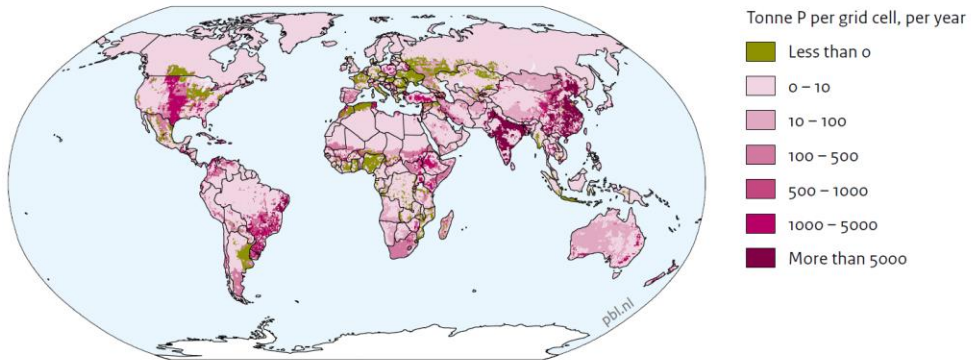 Tonne P per grid cell, per year
Less than 0
0 – 10
10 – 100
100 – 500
500 – 1000
1000 – 5000
More than 5000
pbl.nl